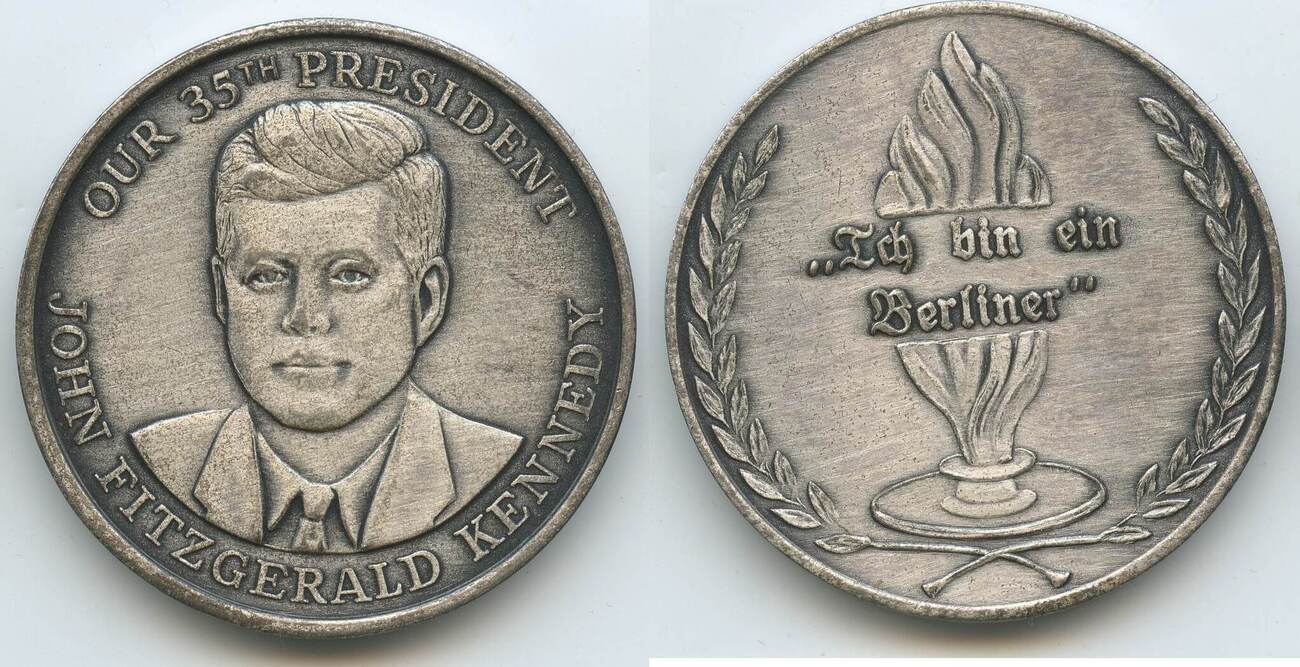 OUR 35TH PRESIDENT
JOHN FITZGERALD KENNEDY
„Ich bin ein
Berliner"